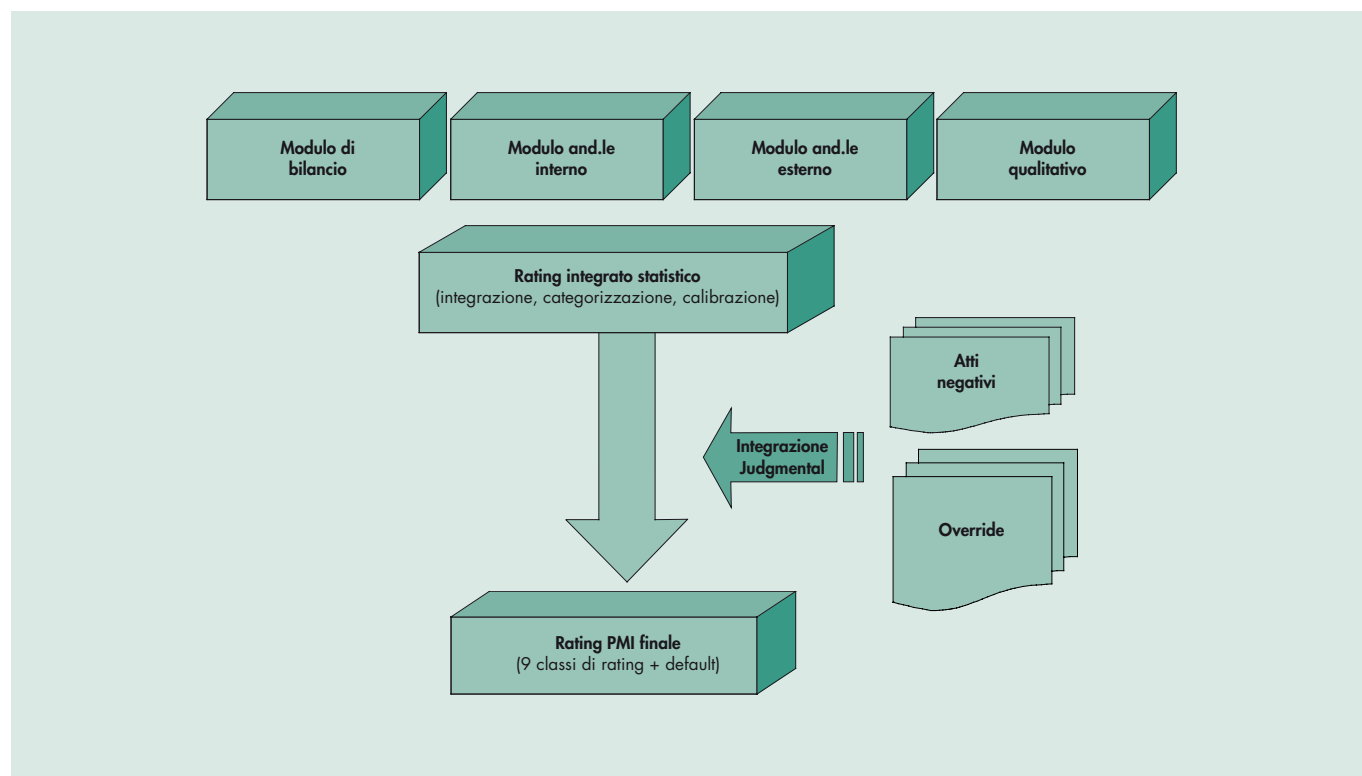 Modulo di
bilancio
Modulo and.le
interno
Modulo and.le
esterno
Modulo
qualitativo
Rating integrato statistico
(integrazione, categorizzazione, calibrazione)
Atti
negativi
Integrazione
Judgmental
Override
Rating PMI finale
(9 classi di rating + default)